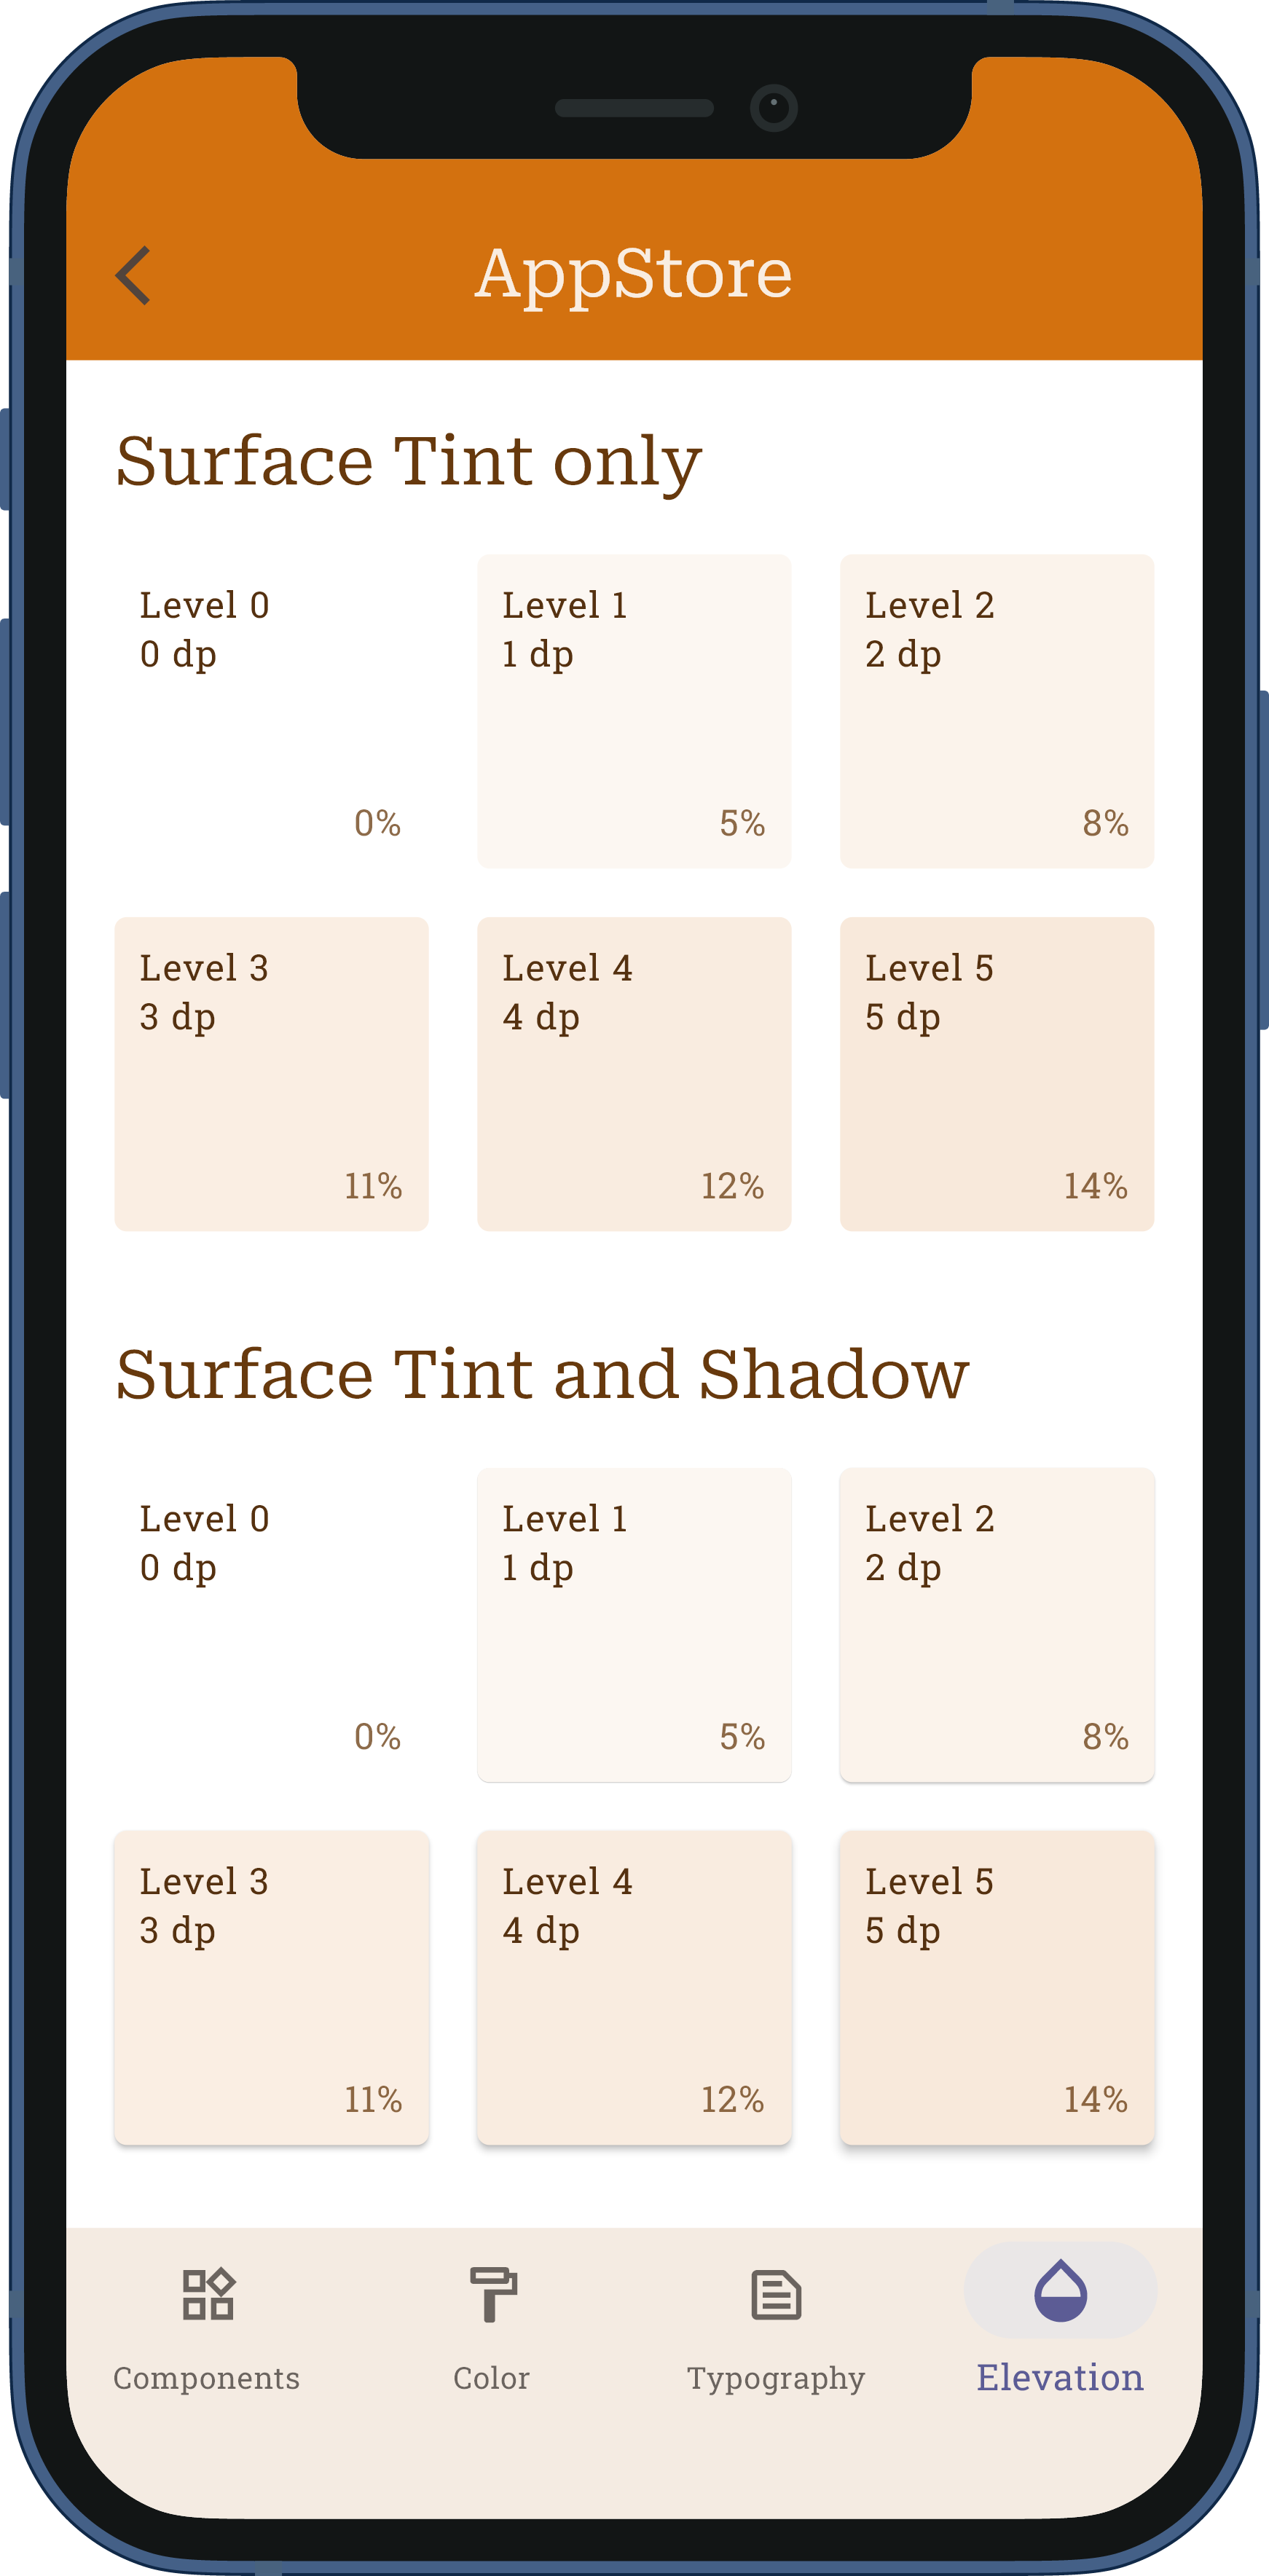 AppStore
Surface Tint only
Level 0
0 dp
0%
Level 1
1 dp
5%
Level 2
2 dp
8%
Level 3
3 dp
11%
Level 4
4 dp
12%
Level 5
5 dp
14%
Surface Tint and Shadow
Level 0
0 dp
0%
Level 1
1 dp
5%
Level 2
2 dp
8%
Level 3
3 dp
11%
Level 4
4 dp
12%
Level 5
5 dp
14%
Components
Color
Typography
Elevation